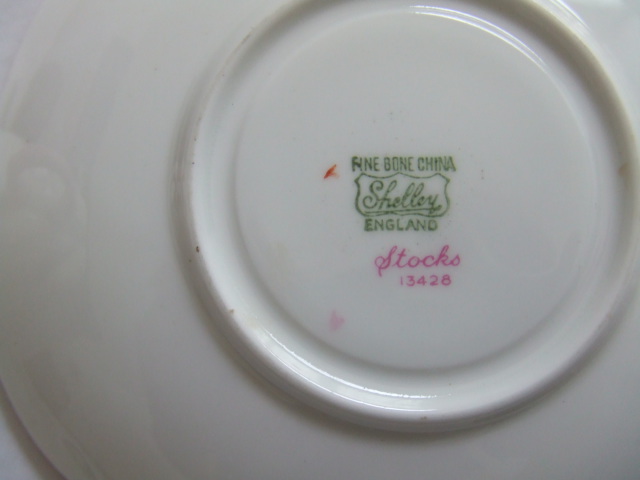 FINE BONE CHINA
Shelley
ENGLAND
Stocks
13428